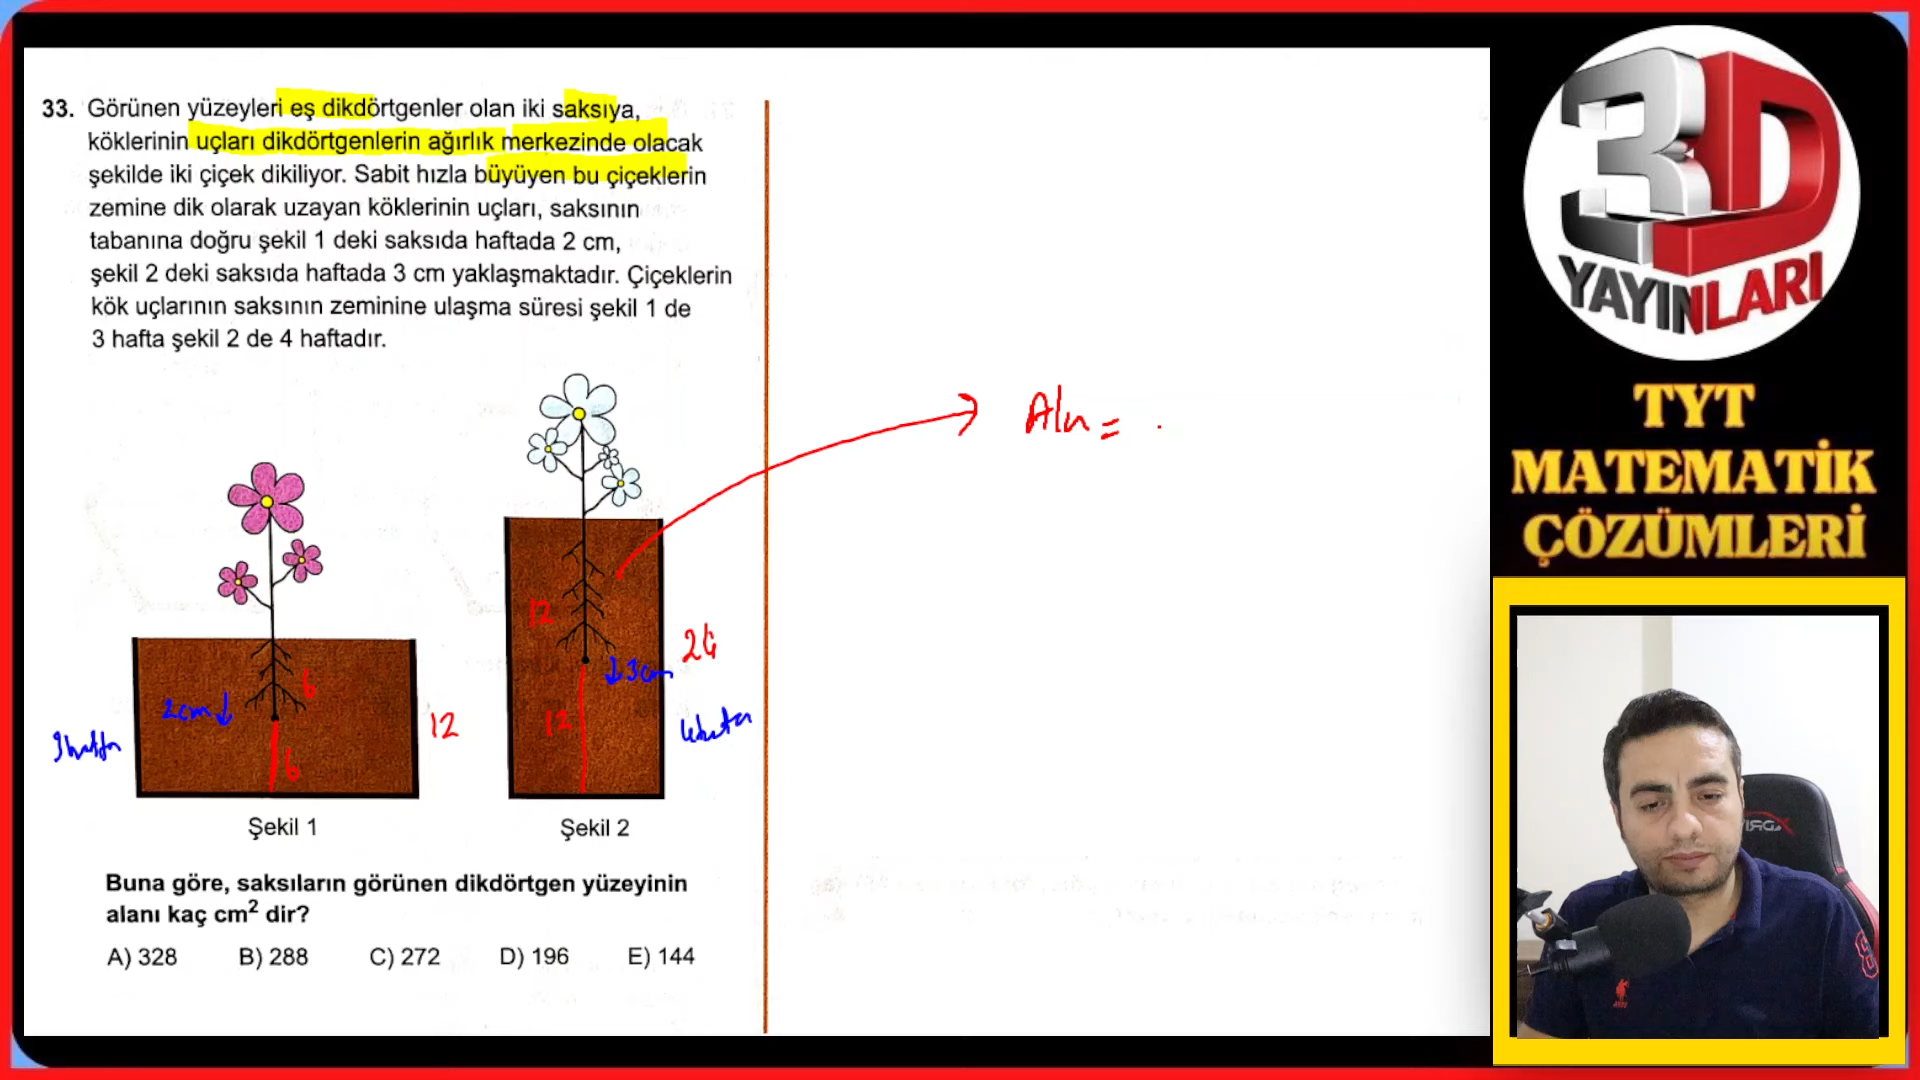 33. Görünen yüzeyleri eş dikdörtgenler olan iki saksıya,
köklerinin uçları dikdörtgenlerin ağırlık merkezinde olacak
şekilde iki çiçek dikiliyor. Sabit hızla büyüyen bu çiçeklerin
zemine dik olarak uzayan köklerinin uçları, saksının
tabanına doğru şekil 1 deki saksıda haftada 2 cm,
şekil 2 deki saksıda haftada 3 cm yaklaşmaktadır. Çiçeklerin
kök uçlarının saksının zeminine ulaşma süresi şekil 1 de
3 hafta şekil 2 de 4 haftadır.
Aln =
12
24
3cm
6
2cm
12
12
3 hafta
6
Şekil 1
Şekil 2
Buna göre, saksıların görünen dikdörtgen yüzeyinin
alanı kaç cm² dir?
A) 328 B) 288 C) 272 D) 196 E) 144
3D
YAYINLARI
TYT
MATEMATİK
ÇÖZÜMLERİ